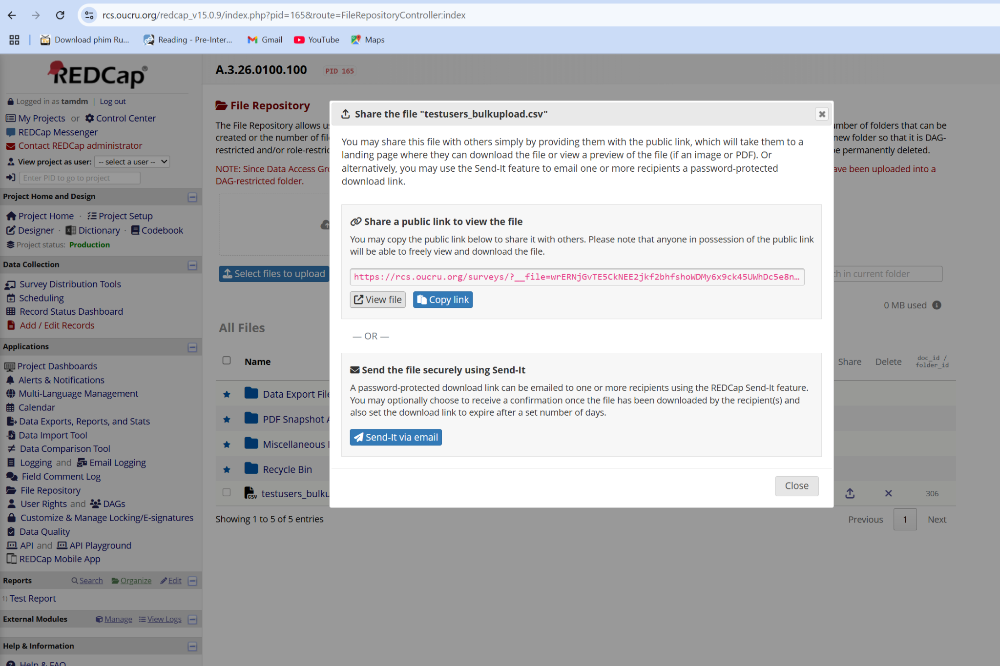 rcs.oucru.org/redcap_v15.0.9/index.php?pid=165&route=FileRepositoryController:index
Download phim Ru...
Reading - Pre-Inter...
Gmail
YouTube
Maps
REDCap®
Logged in as tamdm | Log out
My Projects or Control Center
REDCap Messenger
Contact REDCap administrator
View project as user: -- select a user --
Enter PID to go to project
Project Home and Design
Project Home · Project Setup
Designer · Dictionary · Codebook
Project status: Production
Data Collection
Survey Distribution Tools
Scheduling
Record Status Dashboard
Add / Edit Records
Applications
Project Dashboards
Alerts & Notifications
Multi-Language Management
Calendar
Data Exports, Reports, and Stats
Data Import Tool
Data Comparison Tool
Logging and Email Logging
Field Comment Log
File Repository
User Rights and DAGs
Customize & Manage Locking/E-signatures
Data Quality
API and API Playground
REDCap Mobile App
Reports Search Organize Edit
1) Test Report
External Modules Manage View Logs
Help & Information
Help & FAQ
A.3.26.0100.100 PID 165
File Repository
The File Repository allows
created or the number of
restricted and/or
NOTE: Since Data Access
DAG-restricted folder.
number of folders that can be
new folder so that it is DAG-
be permanently deleted.
have been uploaded into a
Select files to upload
in current folder
0 MB used
All Files
Name
Share Delete doc_id /
folder_id
Data Export
PDF Snapshot
Miscellaneous
Recycle Bin
CSV testusers_bulku
306
Showing 1 to 5 of 5 entries
Previous 1 Next
Share the file "testusers_bulkupload.csv"
You may share this file with others simply by providing them with the public link, which will take them to a
landing page where they can download the file or view a preview of the file (if an image or PDF). Or
alternatively, you may use the Send-It feature to email one or more recipients a password-protected
download link.
Share a public link to view the file
You may copy the public link below to share it with others. Please note that anyone in possession of the public link
will be able to freely view and download the file.
https://rcs.oucru.org/surveys/?__file=wrERNjGvTE5CkNEE2jkf2bhfshoWDMy6x9ck45UWhDc5e8n…
View file
Copy link
— OR —
Send the file securely using Send-It
A password-protected download link can be emailed to one or more recipients using the REDCap Send-It feature.
You may optionally choose to receive a confirmation once the file has been downloaded by the recipient(s) and
also set the download link to expire after a set number of days.
Send-It via email
Close